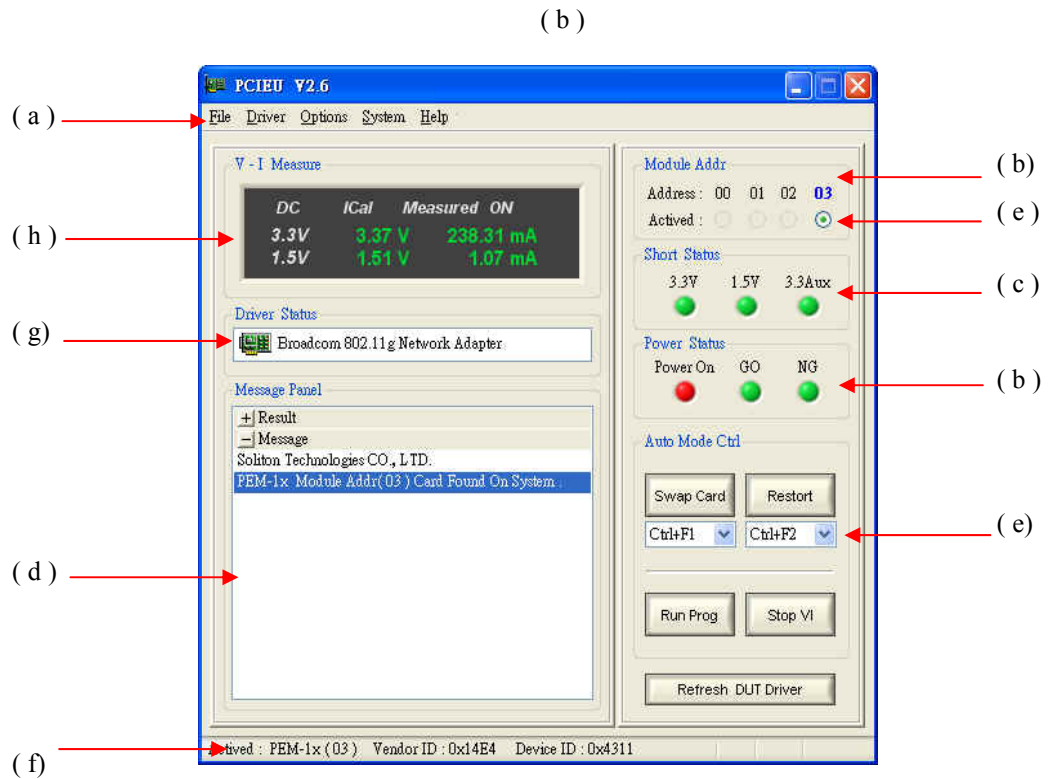 ( b )
PCIEU V2.6
( a )
File Driver Options System Help
V - I Measure
DC ICal Measured ON
3.3V 3.37 V 238.31 mA
1.5V 1.51 V 1.07 mA
( h )
Driver Status
( g)
Broadcom 802.11g Network Adapter
Message Panel
+ Result
- Message
Soliton Technologies CO., LTD.
PEM-1x Module Addr( 03 ) Card Found On System .
( d )
Module Addr
( b)
Address : 00 01 02 03
Actived :
( e )
Short Status
3.3V 1.5V 3.3Aux
( c )
Power Status
Power On GO NG
( b )
Auto Mode Ctrl
Swap Card Restort
Ctrl+F1 Ctrl+F2
( e)
Run Prog Stop VI
Refresh DUT Driver
Actived : PEM-1x ( 03 ) Vendor ID : 0x14E4 Device ID : 0x4311
( f)